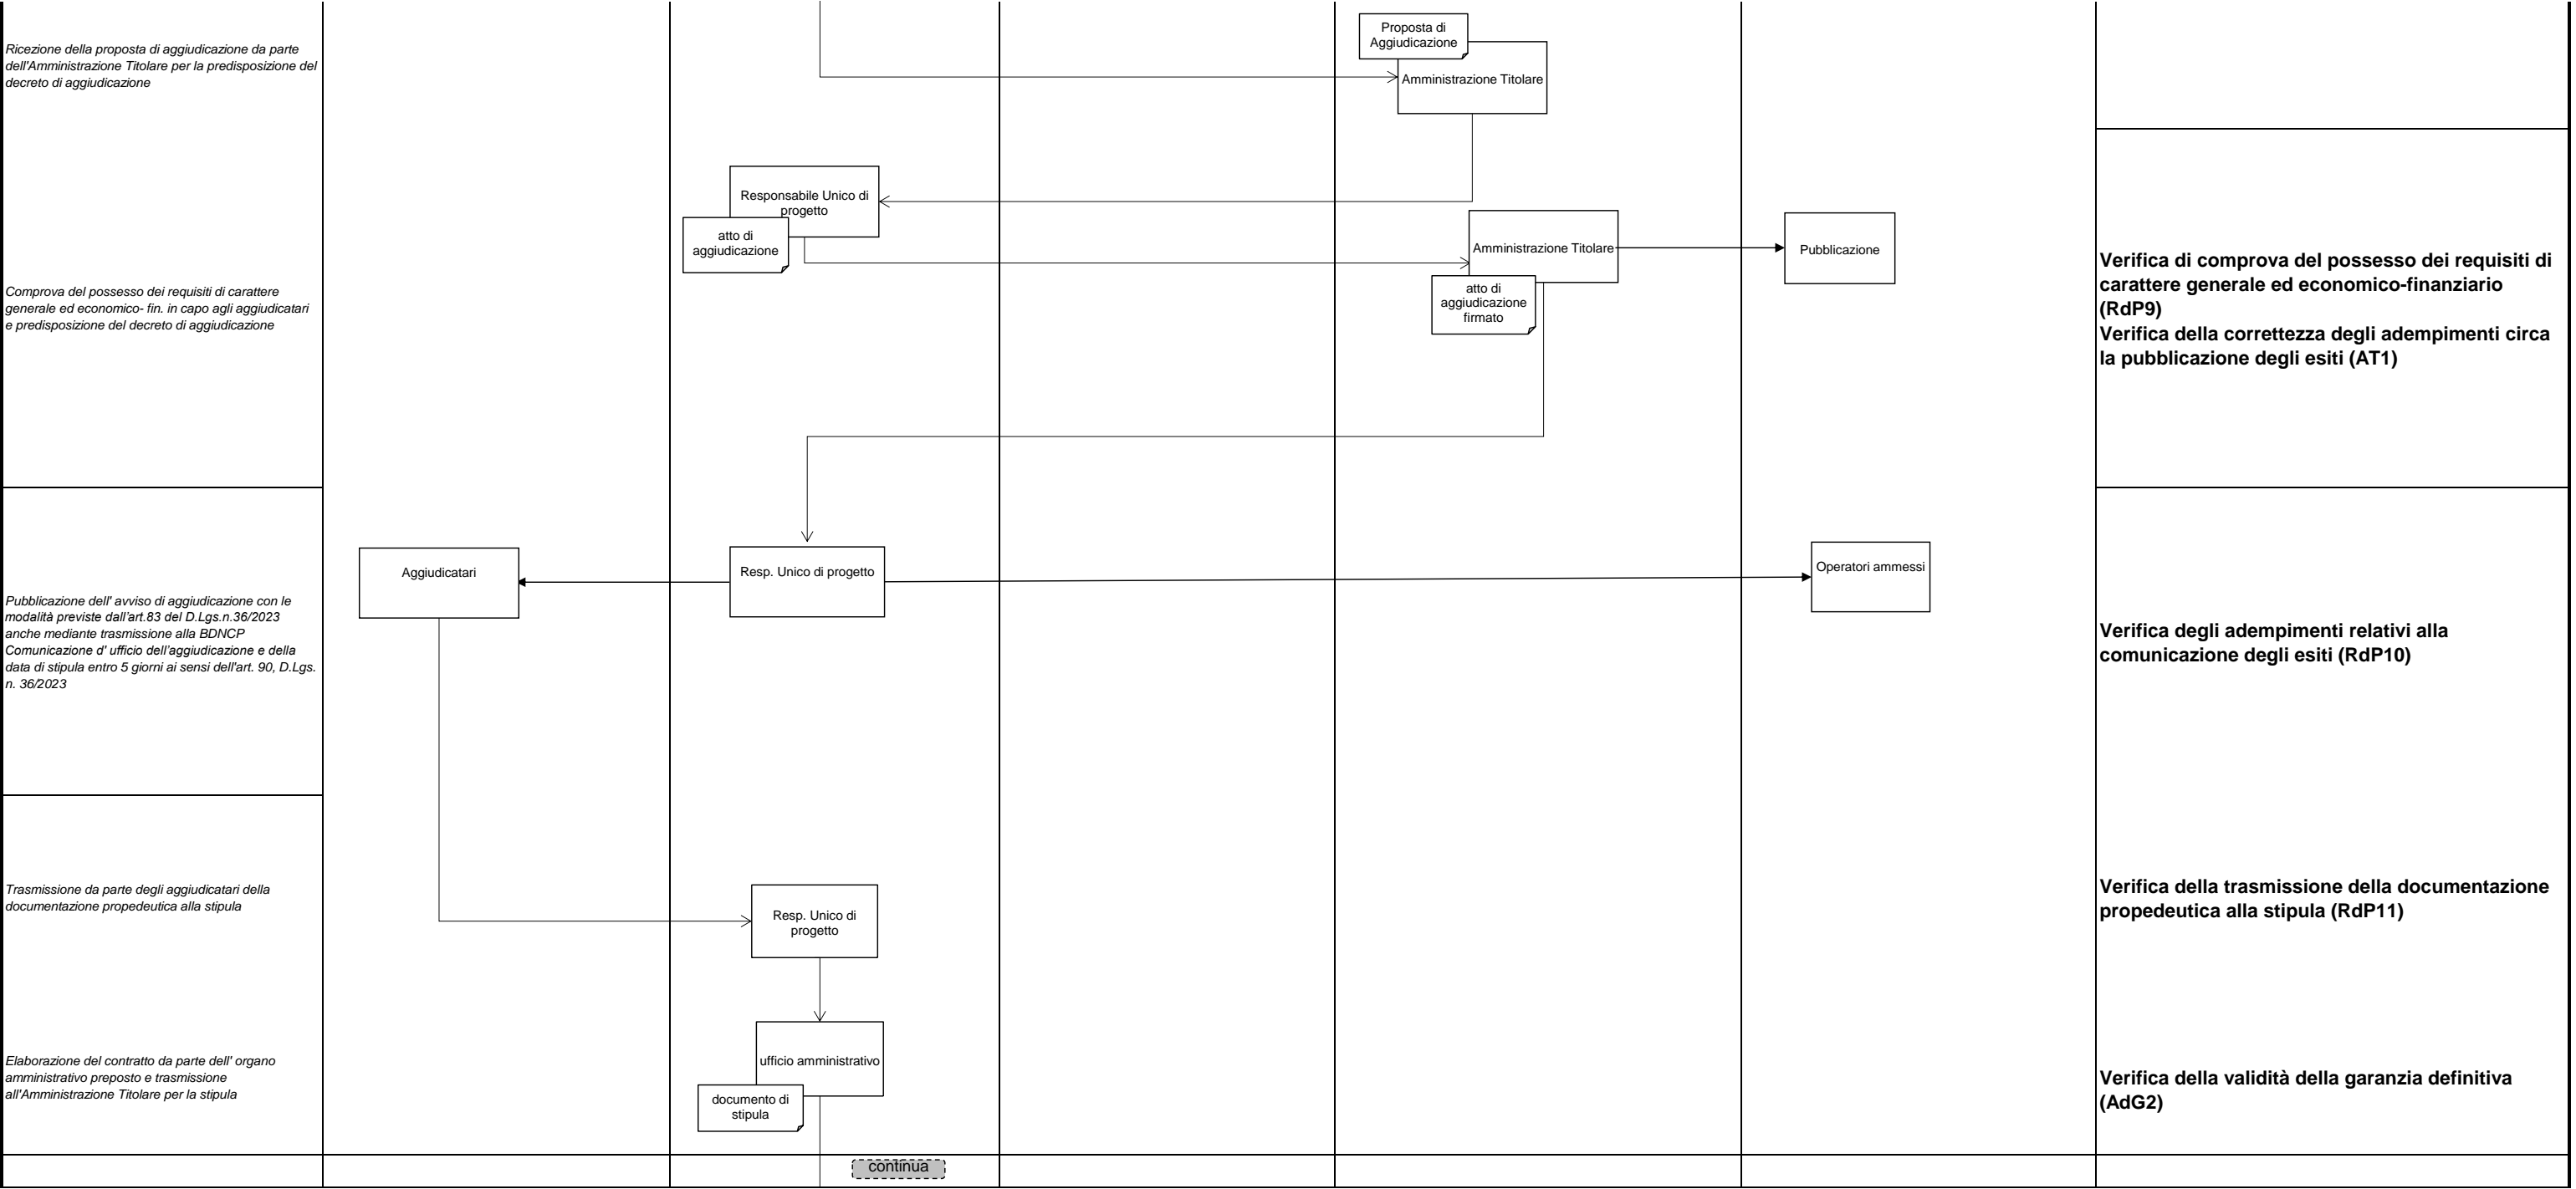 Ricezione della proposta di aggiudicazione da parte
dell'Amministrazione Titolare per la predisposizione del
decreto di aggiudicazione
Proposta di
Aggiudicazione
Amministrazione Titolare
Responsabile Unico di
progetto
atto di
aggiudicazione
Amministrazione Titolare
atto di
aggiudicazione
firmato
Pubblicazione
Comprova del possesso dei requisiti di carattere
generale ed economico- fin. in capo agli aggiudicatari
e predisposizione del decreto di aggiudicazione
Verifica di comprova del possesso dei requisiti di
carattere generale ed economico-finanziario
(RdP9)
Verifica della correttezza degli adempimenti circa
la pubblicazione degli esiti (AT1)
Aggiudicatari
Resp. Unico di progetto
Operatori ammessi
Pubblicazione dell' avviso di aggiudicazione con le
modalità previste dall'art.83 del D.Lgs.n.36/2023
anche mediante trasmissione alla BDNCP
Comunicazione d' ufficio dell'aggiudicazione e della
data di stipula entro 5 giorni ai sensi dell'art. 90, D.Lgs.
n. 36/2023
Verifica degli adempimenti relativi alla
comunicazione degli esiti (RdP10)
Trasmissione da parte degli aggiudicatari della
documentazione propedeutica alla stipula
Resp. Unico di
progetto
Verifica della trasmissione della documentazione
propedeutica alla stipula (RdP11)
Elaborazione del contratto da parte dell' organo
amministrativo preposto e trasmissione
all'Amministrazione Titolare per la stipula
ufficio amministrativo
documento di
stipula
Verifica della validità della garanzia definitiva
(AdG2)
continua